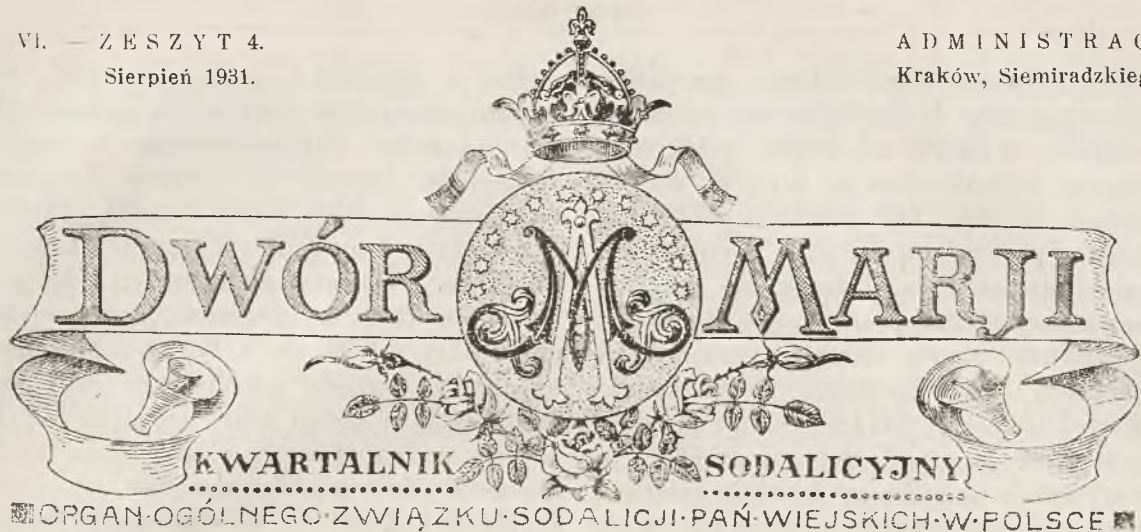 VI. — ZESZYT 4.
Sierpień 1931.
ADMINISTRAC
Kraków, Siemiradzkieg
DWÓR MARJI
KWARTALNIK SODALICYJNY
ORGAN·OGÓLNEGO·ZWIĄZKU·SODALICJI·PAŃ·WIEJSKICH·W·POLSCE